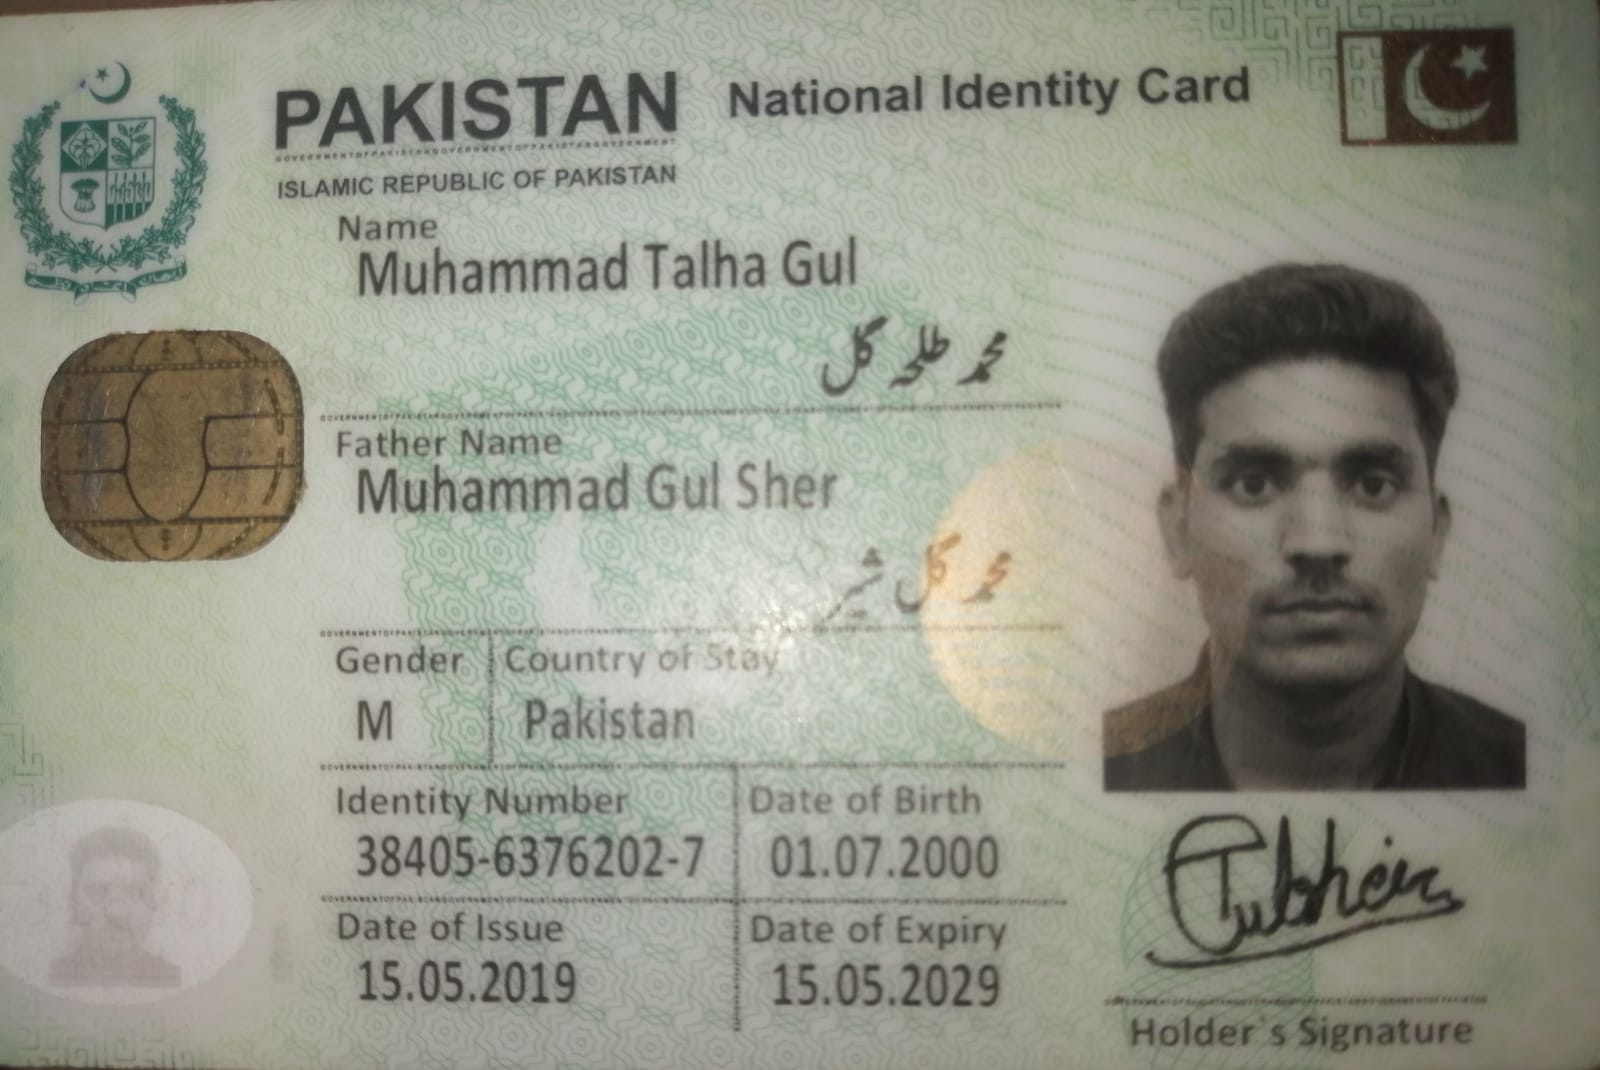 PAKISTAN National Identity Card
ISLAMIC REPUBLIC OF PAKISTAN
Name
Muhammad Talha Gul
محمد طلحہ گل
Father Name
Muhammad Gul Sher
محمد گل شیر
Gender Country of Stay
M Pakistan
Identity Number Date of Birth
38405-6376202-7 01.07.2000
Date of Issue Date of Expiry
15.05.2019 15.05.2029
Holder`s Signature